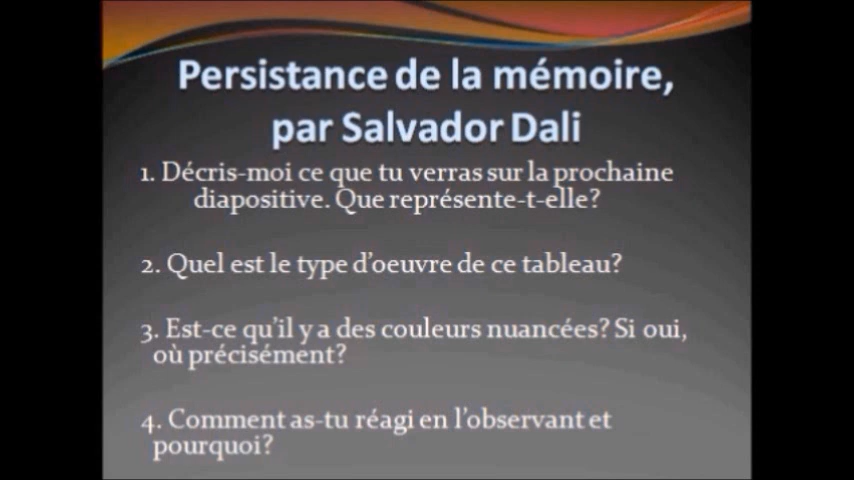 Persistance de la mémoire,
par Salvador Dali
1. Décris-moi ce que tu verras sur la prochaine
diapositive. Que représente-t-elle?
2. Quel est le type d'oeuvre de ce tableau?
3. Est-ce qu'il y a des couleurs nuancées? Si oui,
où précisément?
4. Comment as-tu réagi en l'observant et
pourquoi?